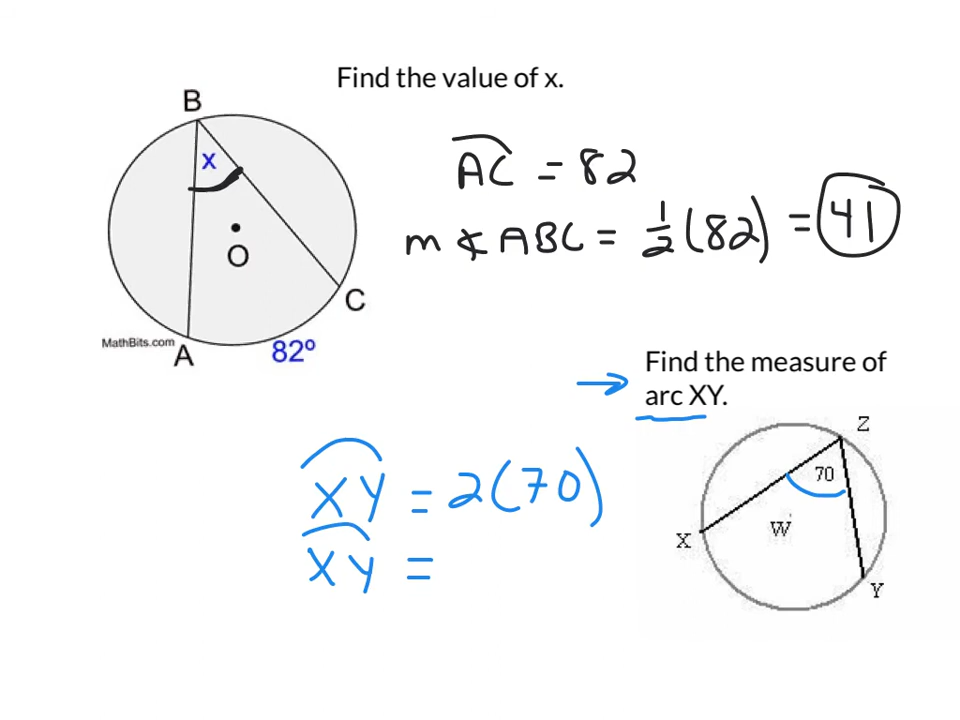 Find the value of x.
B
x
O
C
MathBits.com
A
82º
AC = 82
m∡ABC = 1/2(82) = 41
→ Find the measure of
arc XY.
Z
70
W
X
Y
XY = 2(70)
XY =